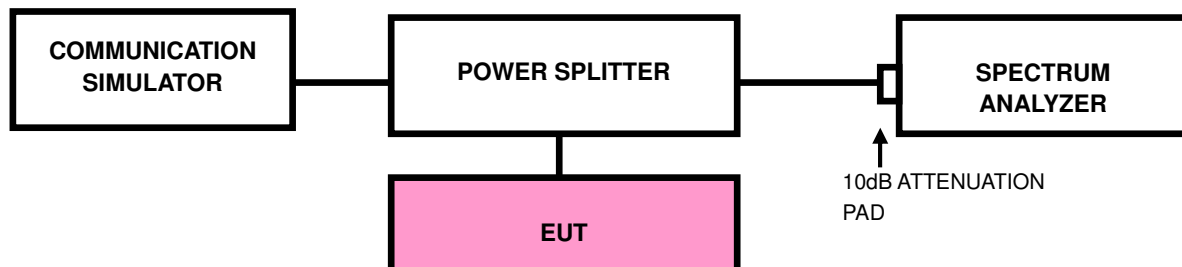 COMMUNICATION
SIMULATOR
POWER SPLITTER
SPECTRUM
ANALYZER
10dB ATTENUATION
PAD
EUT